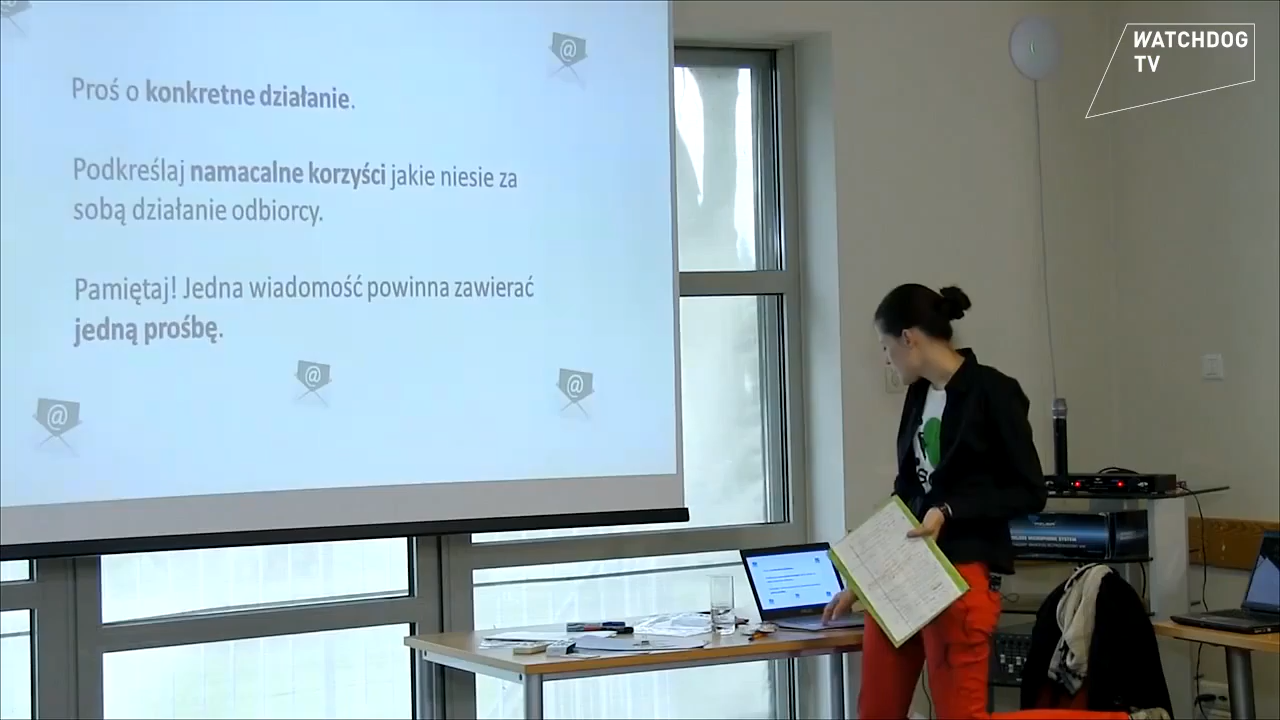 WATCHDOG
TV
Proś o konkretne działanie.
Podkreślaj namacalne korzyści jakie niesie za
sobą działanie odbiorcy.
Pamiętaj! Jedna wiadomość powinna zawierać
jedną prośbę.